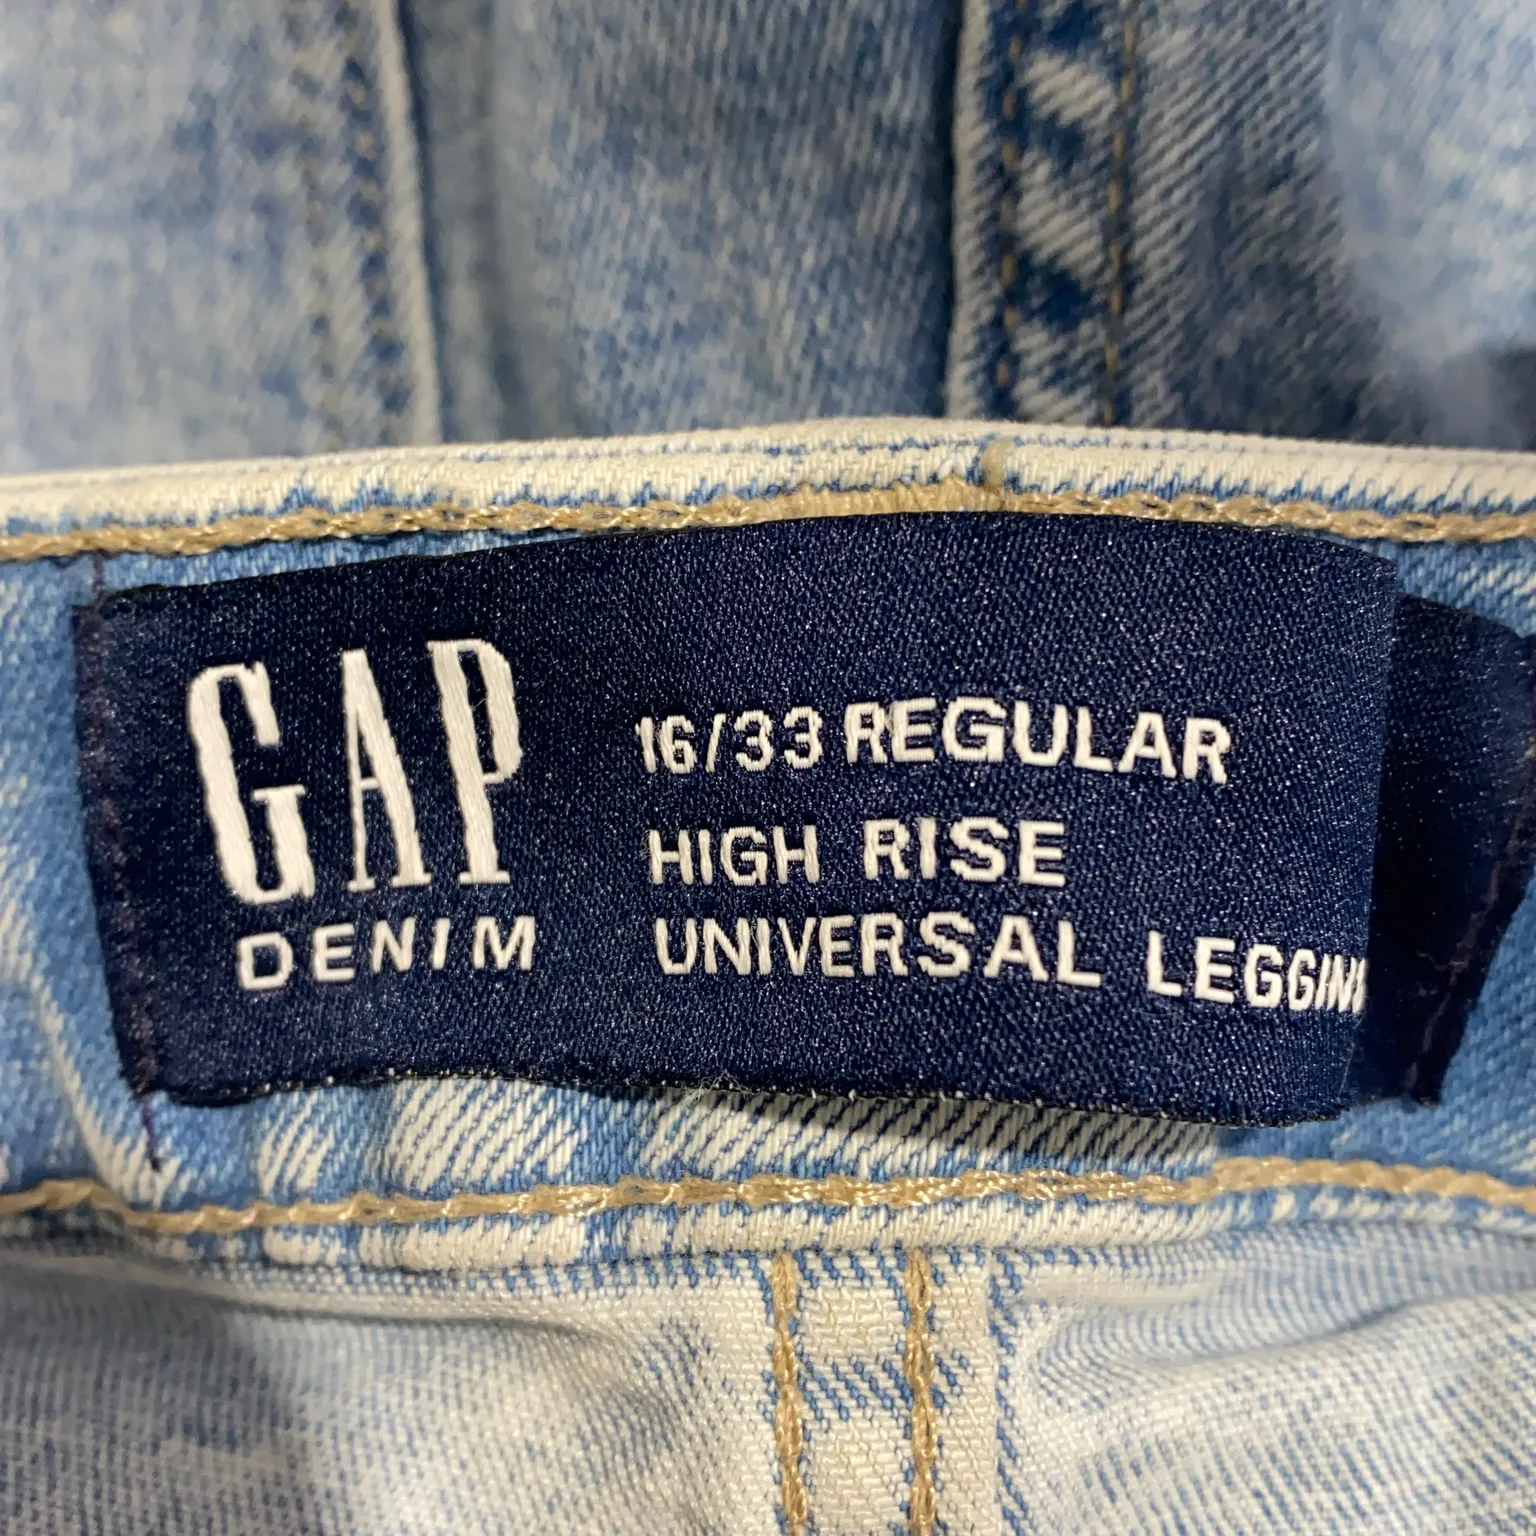 GAP
DENIM
16/33 REGULAR
HIGH RISE
UNIVERSAL